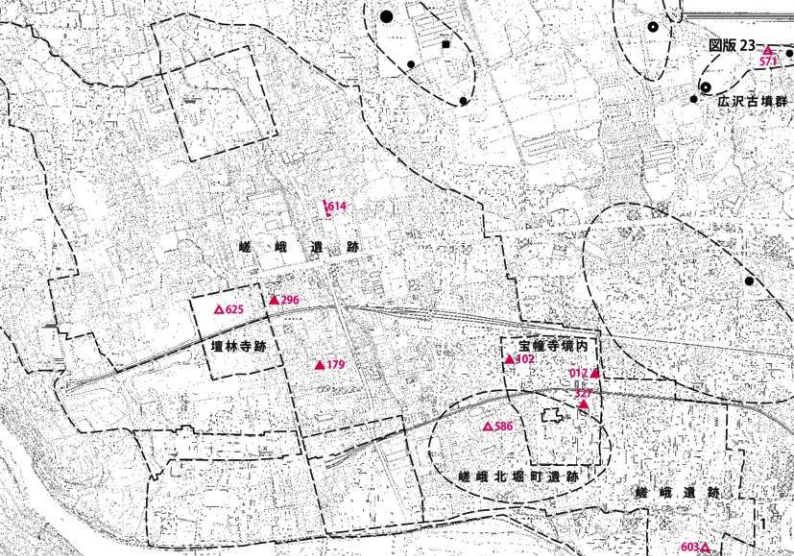 図版 23
571
広沢古墳群
614
嵯峨遺跡
296
625
壇林寺跡
179
宝幢寺境内
102
012
327
586
嵯峨北堀町遺跡
嵯峨遺跡
603